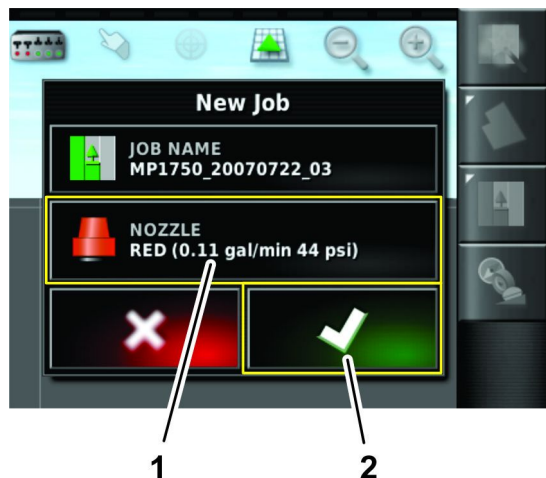 New Job
JOB NAME
MP1750_20070722_03
NOZZLE
RED (0.11 gal/min 44 psi)
1
2